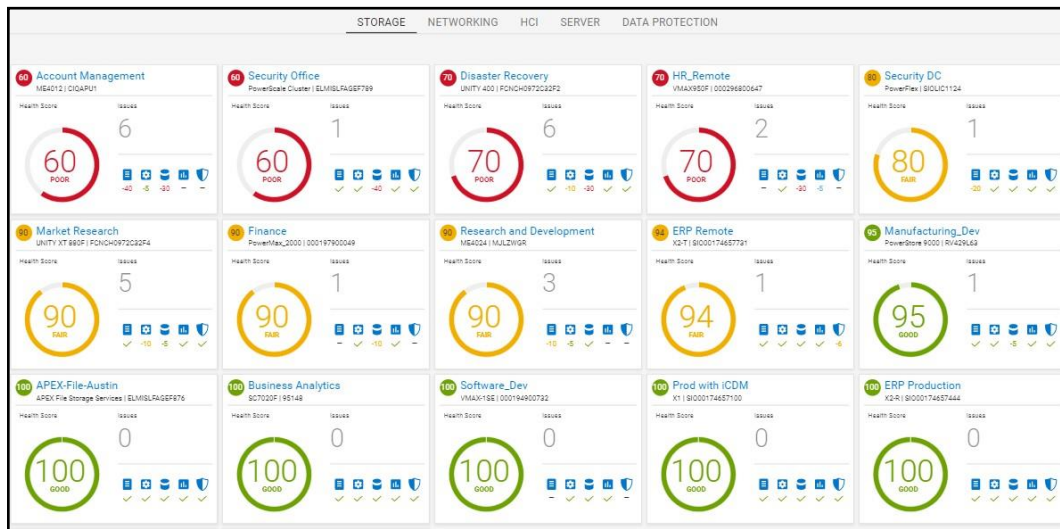 STORAGE NETWORKING HCI SERVER DATA PROTECTION
60 Account Management
ME4012 | CIQAPU1
Health Score Issues
6
60
POOR
-40 -5 -30 – –
60 Security Office
PowerScale Cluster | ELMISLFAGEF789
Health Score Issues
1
60
POOR
-40
70 Disaster Recovery
UNITY 400 | FCNCH0972C32F2
Health Score Issues
6
70
POOR
-10 -30
70 HR_Remote
VMAX950F | 000296800647
Health Score Issues
2
70
POOR
– -30 -5 –
80 Security DC
PowerFlex | SIOLIC1124
Health Score Issues
1
80
FAIR
-20
90 Market Research
UNITY XT 880F | FCNCH0972C32F4
Health Score Issues
5
90
FAIR
-10 -5
90 Finance
PowerMax_2000 | 000197900049
Health Score Issues
1
90
FAIR
– -10 –
90 Research and Development
ME4024 | MJLZWGR
Health Score Issues
3
90
FAIR
-10 -5 – –
94 ERP Remote
X2-T | SIO00174657731
Health Score Issues
1
94
FAIR
-6
95 Manufacturing_Dev
PowerStore 9000 | RV429L63
Health Score Issues
1
95
GOOD
-5
100 APEX-File-Austin
APEX File Storage Services | ELMISLFAGEF876
Health Score Issues
0
100
GOOD
100 Business Analytics
SC7020F | 95148
Health Score Issues
0
100
GOOD
100 Software_Dev
VMAX-1SE | 000194900732
Health Score Issues
0
100
GOOD
– –
100 Prod with iCDM
X1 | SIO00174657100
Health Score Issues
0
100
GOOD
100 ERP Production
X2-R | SIO00174657444
Health Score Issues
0
100
GOOD